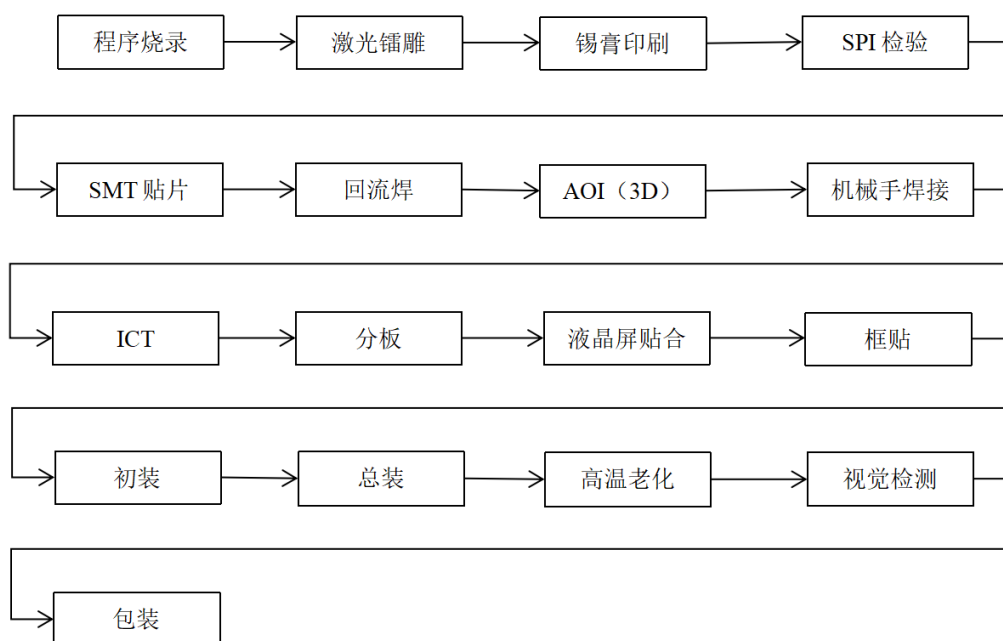 程序烧录
激光镭雕
锡膏印刷
SPI 检验
SMT 贴片
回流焊
AOI（3D）
机械手焊接
ICT
分板
液晶屏贴合
框贴
初装
总装
高温老化
视觉检测
包装